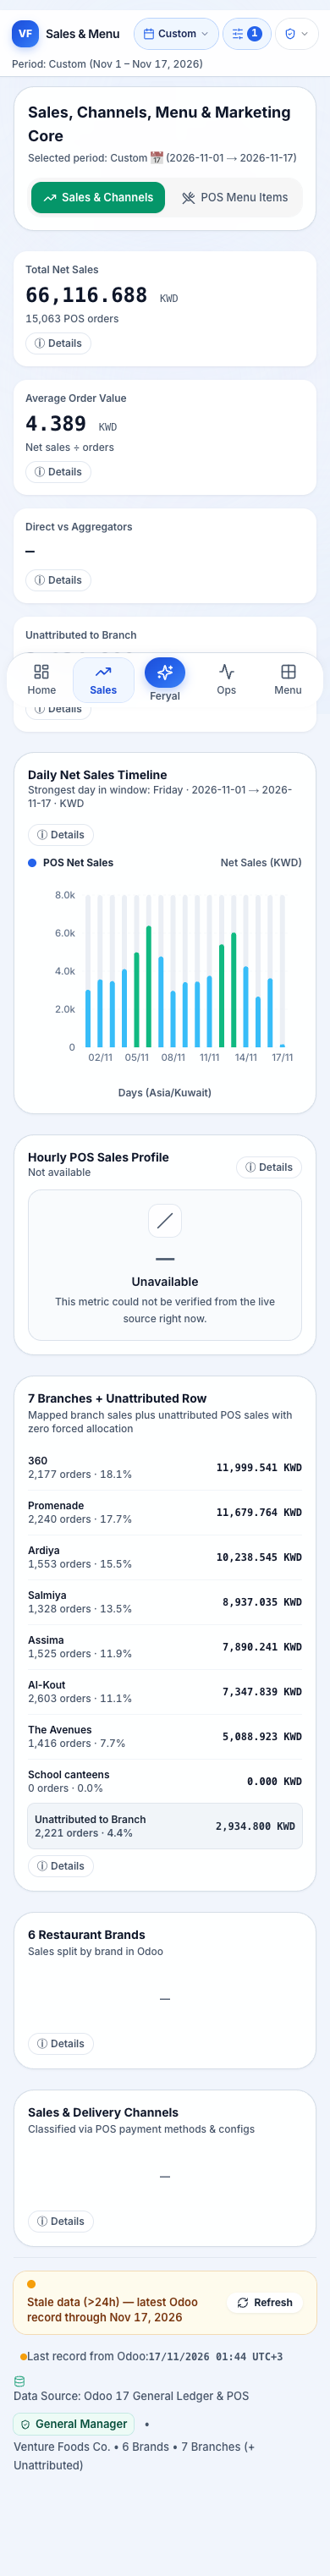 VF Sales & Menu Custom 1
Period: Custom (Nov 1 – Nov 17, 2026)
Sales, Channels, Menu & Marketing
Core
Selected period: Custom 📅 (2026-11-01 → 2026-11-17)
Sales & Channels POS Menu Items
Total Net Sales
66,116.688 KWD
15,063 POS orders
ⓘ Details
Average Order Value
4.389 KWD
Net sales ÷ orders
ⓘ Details
Direct vs Aggregators
—
ⓘ Details
Unattributed to Branch
Home Sales Feryal Ops Menu
ⓘ Details
Daily Net Sales Timeline
Strongest day in window: Friday · 2026-11-01 → 2026-
11-17 · KWD
ⓘ Details
POS Net Sales Net Sales (KWD)
8.0k
6.0k
4.0k
2.0k
0
02/11 05/11 08/11 11/11 14/11 17/11
Days (Asia/Kuwait)
Hourly POS Sales Profile
Not available
ⓘ Details
—
Unavailable
This metric could not be verified from the live
source right now.
7 Branches + Unattributed Row
Mapped branch sales plus unattributed POS sales with
zero forced allocation
360
2,177 orders · 18.1% 11,999.541 KWD
Promenade
2,240 orders · 17.7% 11,679.764 KWD
Ardiya
1,553 orders · 15.5% 10,238.545 KWD
Salmiya
1,328 orders · 13.5% 8,937.035 KWD
Assima
1,525 orders · 11.9% 7,890.241 KWD
Al-Kout
2,603 orders · 11.1% 7,347.839 KWD
The Avenues
1,416 orders · 7.7% 5,088.923 KWD
School canteens
0 orders · 0.0% 0.000 KWD
Unattributed to Branch
2,221 orders · 4.4% 2,934.800 KWD
ⓘ Details
6 Restaurant Brands
Sales split by brand in Odoo
—
ⓘ Details
Sales & Delivery Channels
Classified via POS payment methods & configs
—
ⓘ Details
Stale data (>24h) — latest Odoo
record through Nov 17, 2026
Refresh
Last record from Odoo:17/11/2026 01:44 UTC+3
Data Source: Odoo 17 General Ledger & POS
General Manager •
Venture Foods Co. • 6 Brands • 7 Branches (+
Unattributed)